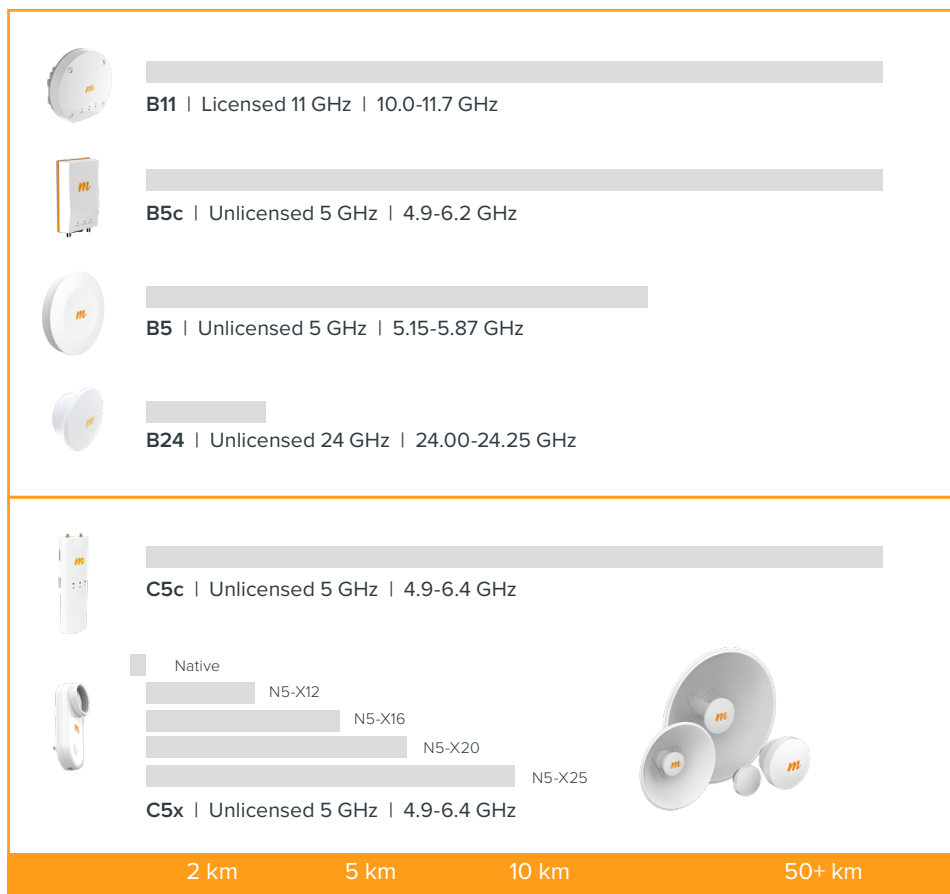 B11 | Licensed 11 GHz | 10.0-11.7 GHz
m
B5c | Unlicensed 5 GHz | 4.9-6.2 GHz
m
B5 | Unlicensed 5 GHz | 5.15-5.87 GHz
m
B24 | Unlicensed 24 GHz | 24.00-24.25 GHz
m
C5c | Unlicensed 5 GHz | 4.9-6.4 GHz
m
Native
N5-X12
N5-X16
N5-X20
N5-X25
m
m
m
m
C5x | Unlicensed 5 GHz | 4.9-6.4 GHz
2 km 5 km 10 km 50+ km